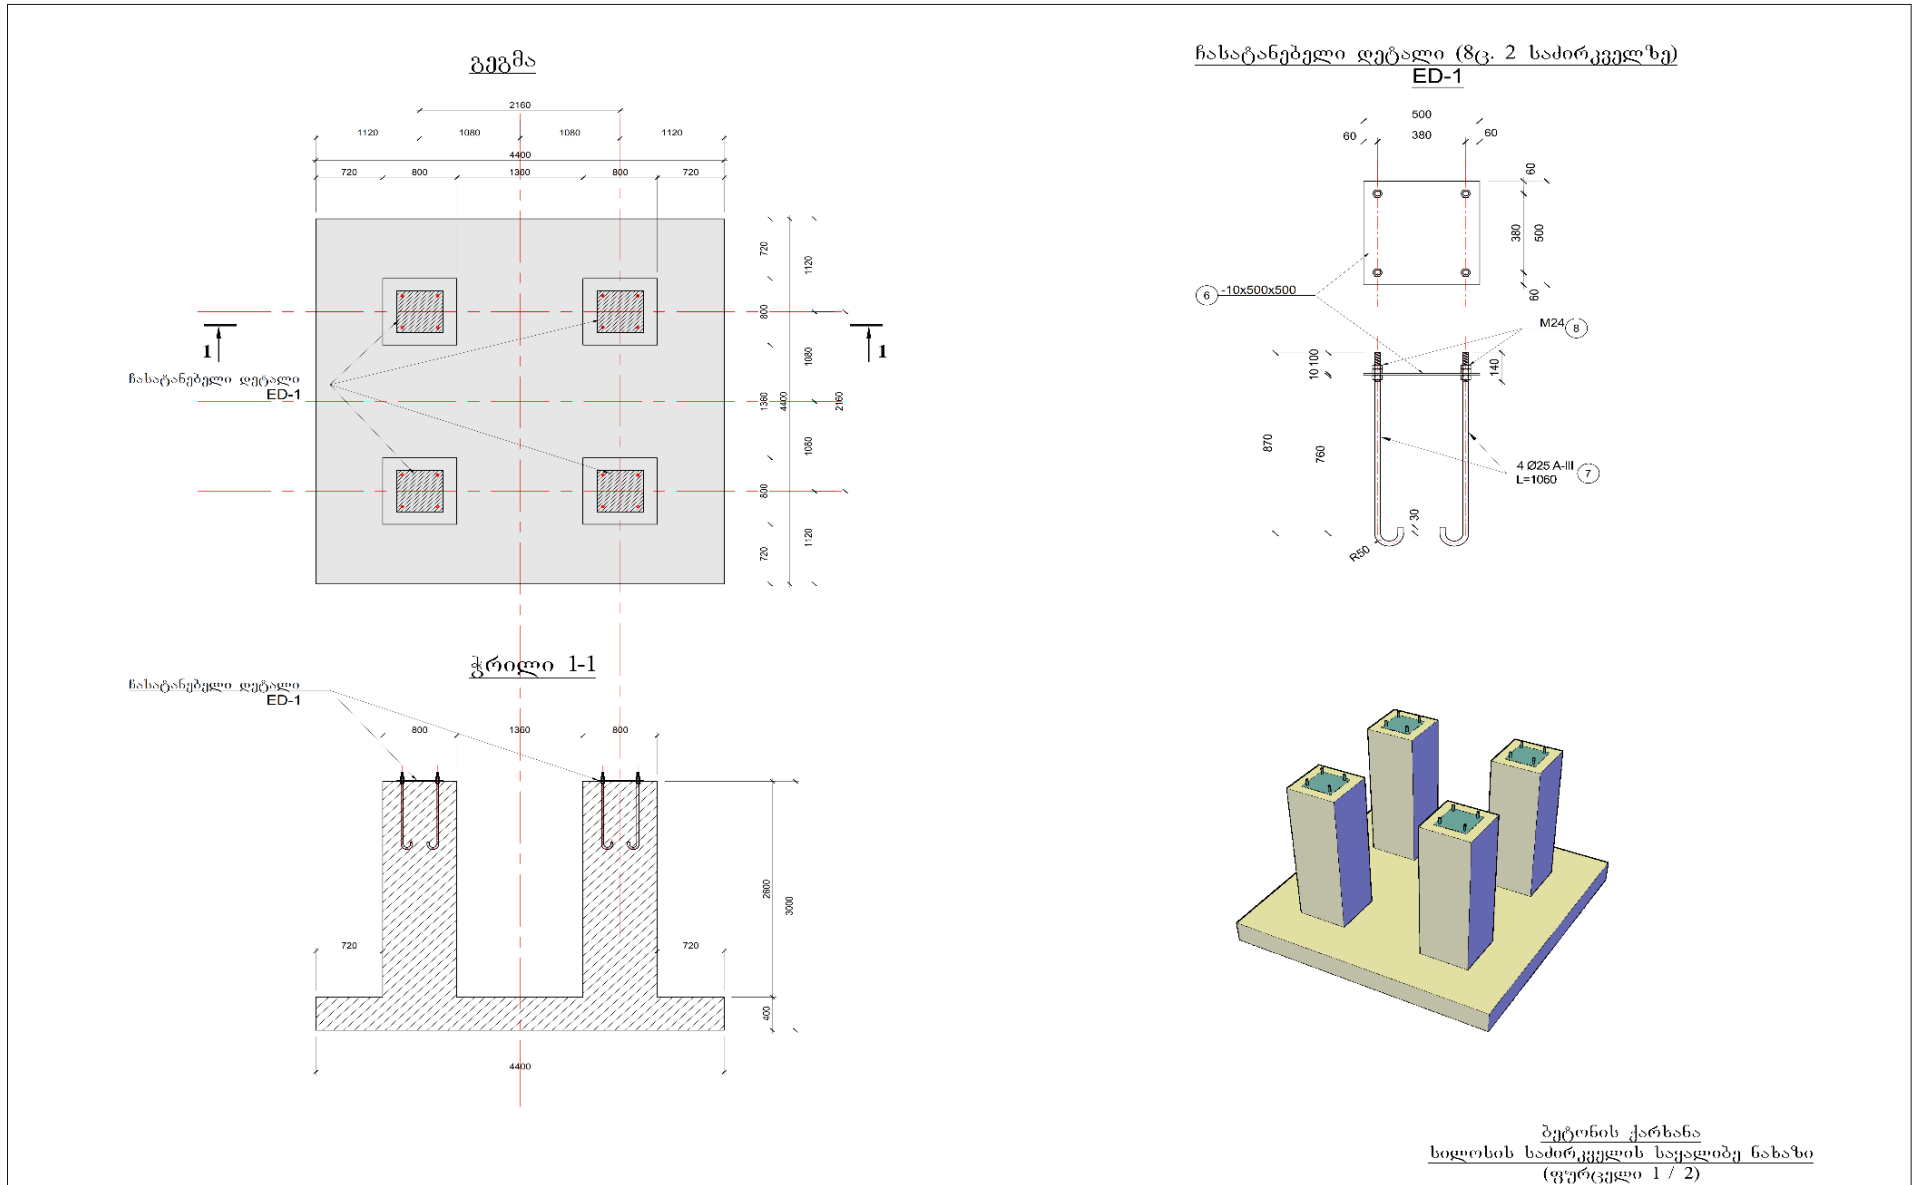 გეგმა
2160
1120 1080 1080 1120
4400
720 800 1360 800 720
720
1120
800
1080
1360
4400
2160
1080
800
720
1120
1 1
ჩასატანებელი დეტალი
ED-1
ჭრილი 1-1
ჩასატანებელი დეტალი
ED-1
800 1360 800
2600
3000
720 720
400
4400
ჩასატანებელი დეტალი (8ც. 2 საძირკველზე)
ED-1
500
60 380 60
60
380
500
60
6 -10x500x500
M24 8
10 100
140
870
760
4 Ø25 A-III 7
L=1060
30
R50
ბეტონის ქარხანა
სილოსის საძირკველის საყალიბე ნახაზი
(ფურცელი 1 / 2)